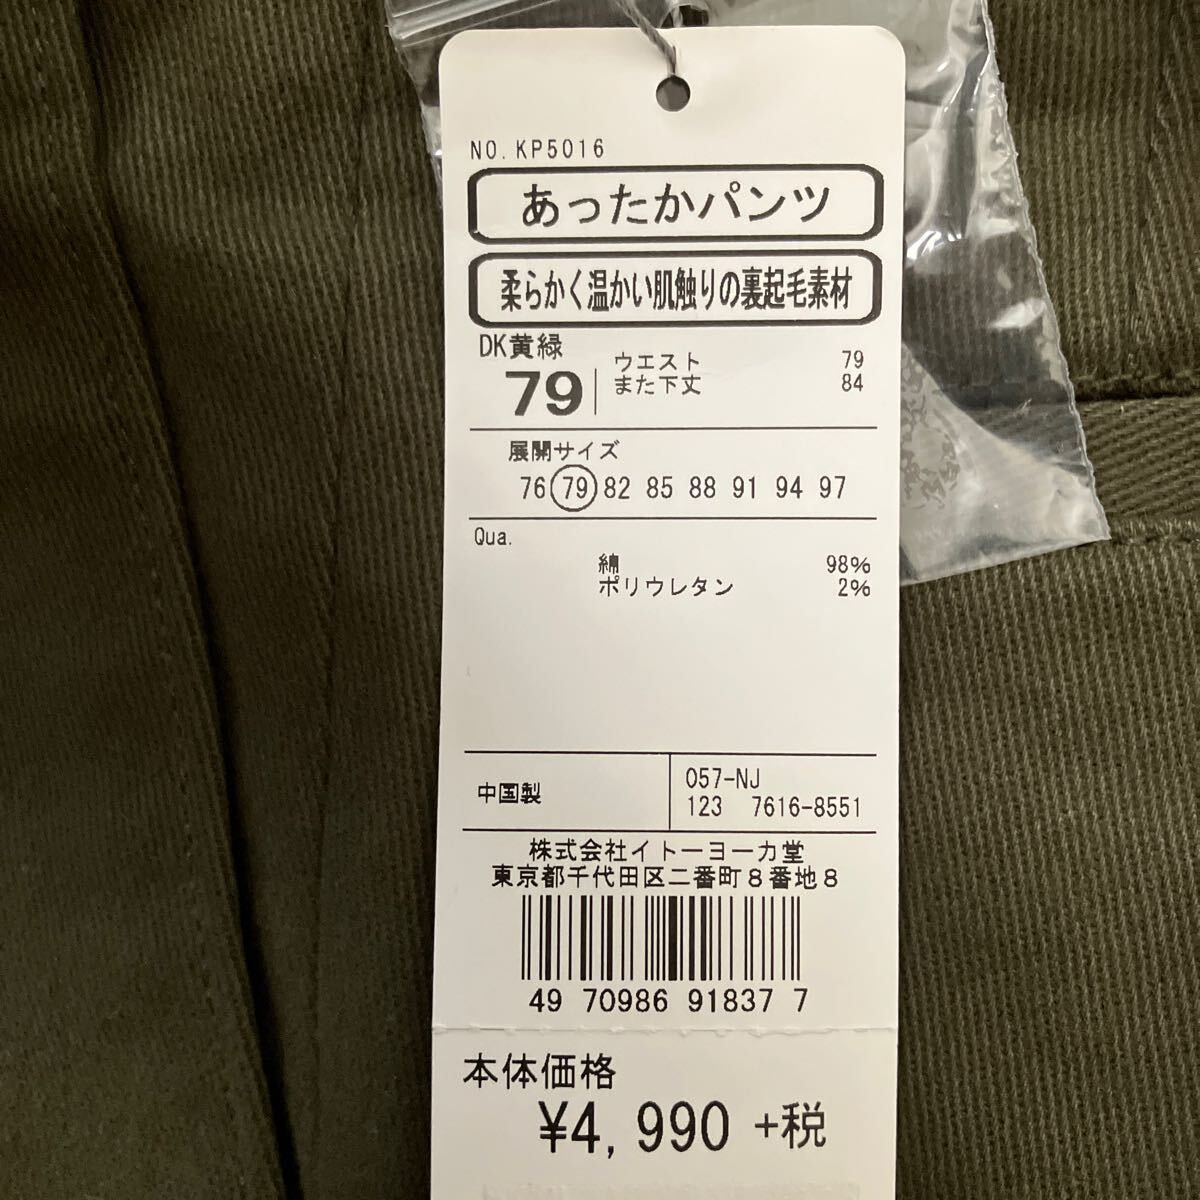 NO. KP5016
あったかパンツ
柔らかく温かい肌触りの裏起毛素材
DK黄緑
79
ウエスト 79
また下丈 84
展開サイズ
76 79 82 85 88 91 94 97
Qua.
綿 98%
ポリウレタン 2%
中国製
057-NJ
123 7616-8551
株式会社イトーヨーカ堂
東京都千代田区二番町8番地8
49 70986 91837 7
本体価格
¥4,990 +税